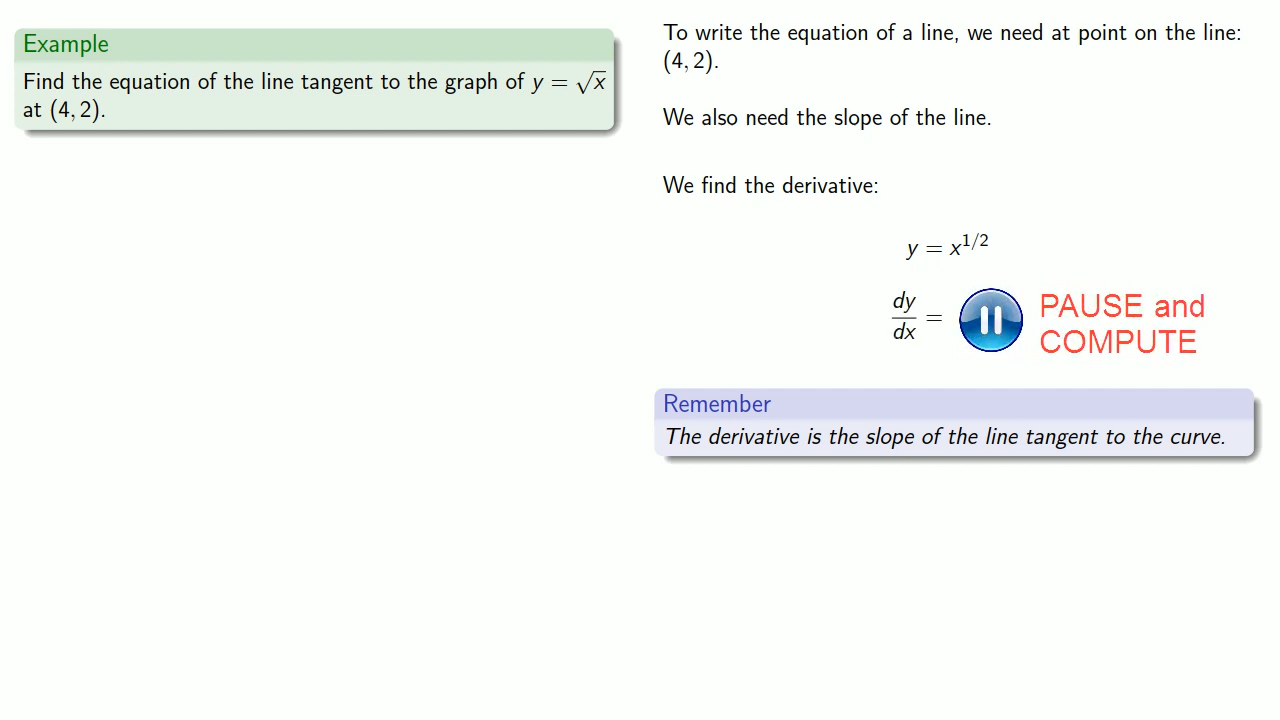 Example
Find the equation of the line tangent to the graph of y = √x
at (4, 2).
To write the equation of a line, we need at point on the line:
(4, 2).
We also need the slope of the line.
We find the derivative:
y = x^{1/2}
dy/dx =
PAUSE and
COMPUTE
Remember
The derivative is the slope of the line tangent to the curve.